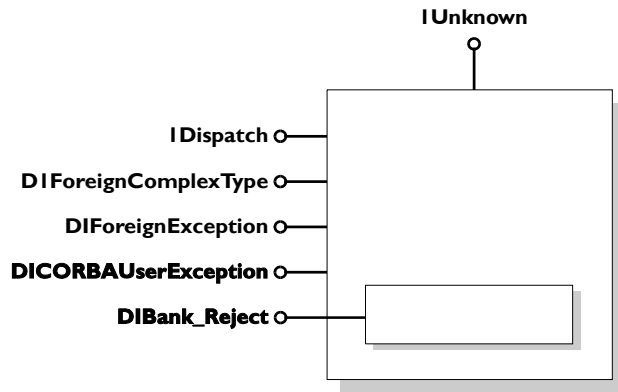 IUnknown
IDispatch
DIForeignComplexType
DIForeignException
DICORBAUserException
DIBank_Reject